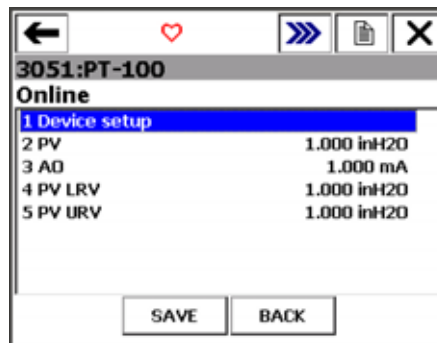 3051:PT-100
Online
1 Device setup
2 PV 1.000 inH2O
3 AO 1.000 mA
4 PV LRV 1.000 inH2O
5 PV URV 1.000 inH2O
SAVE BACK